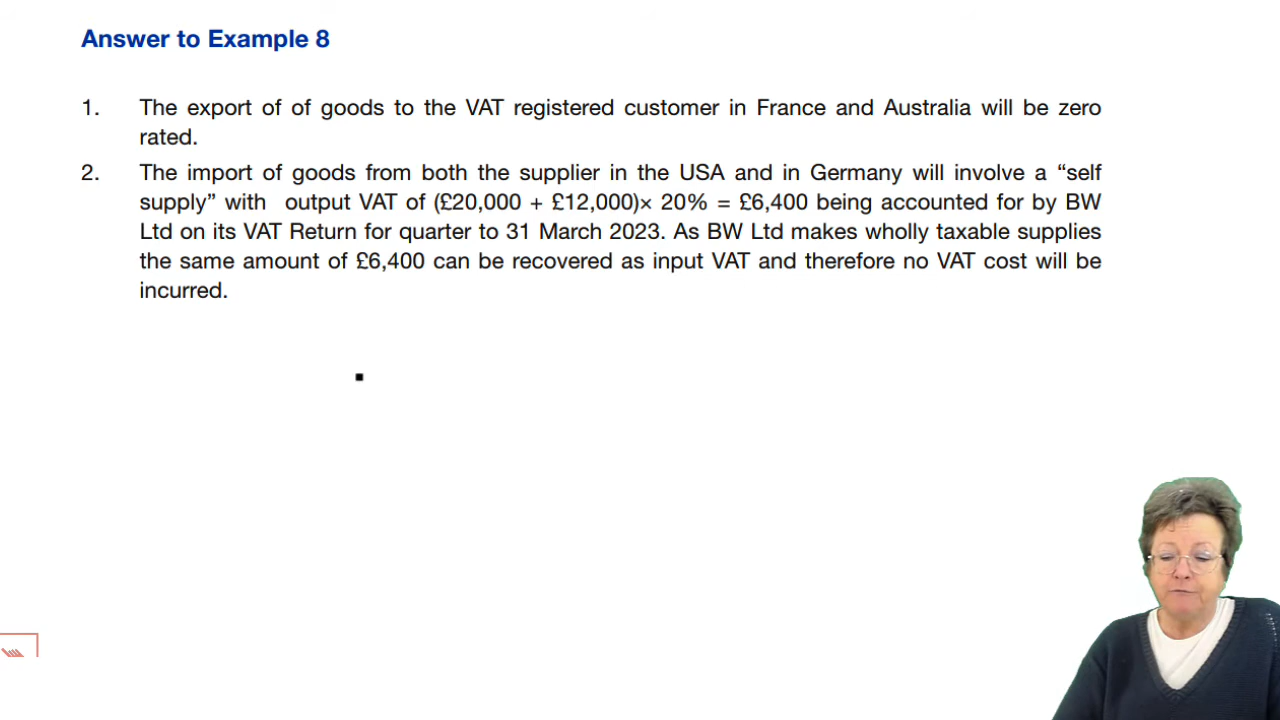 Answer to Example 8
1. The export of of goods to the VAT registered customer in France and Australia will be zero
rated.
2. The import of goods from both the supplier in the USA and in Germany will involve a “self
supply” with output VAT of (£20,000 + £12,000)× 20% = £6,400 being accounted for by BW
Ltd on its VAT Return for quarter to 31 March 2023. As BW Ltd makes wholly taxable supplies
the same amount of £6,400 can be recovered as input VAT and therefore no VAT cost will be
incurred.